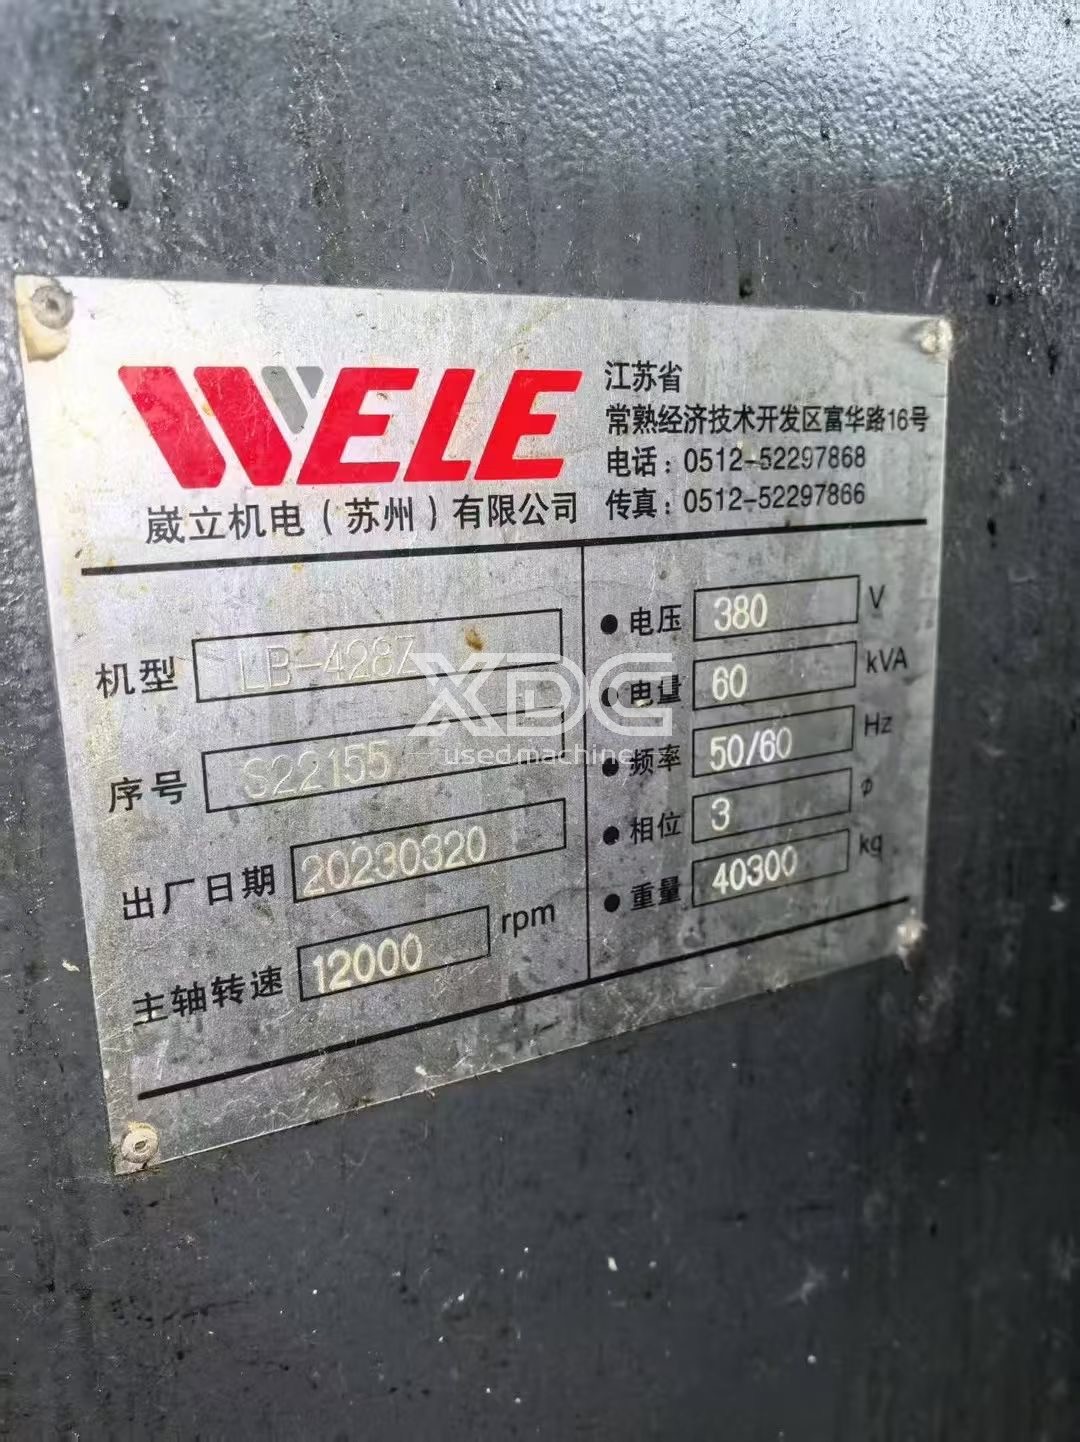 WELE
崴立机电（苏州）有限公司
江苏省
常熟经济技术开发区富华路16号
电话：0512-52297868
传真：0512-52297866
机型 LB-428Z
序号 S22155
出厂日期 20230320
主轴转速 12000 rpm
●电压 380 V
●电量 60 kVA
●频率 50/60 Hz
●相位 3 φ
●重量 40300 kg
XDG
used machine